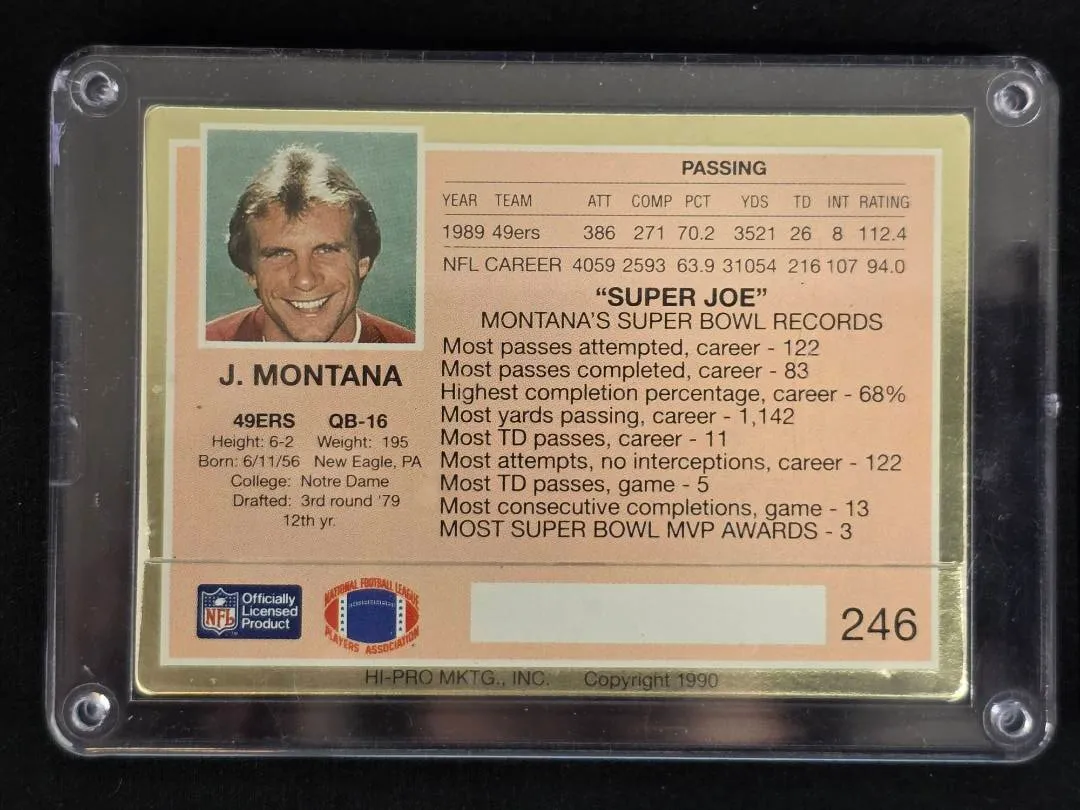 PASSING
YEAR TEAM ATT COMP PCT YDS TD INT RATING
1989 49ers 386 271 70.2 3521 26 8 112.4
NFL CAREER 4059 2593 63.9 31054 216 107 94.0
"SUPER JOE"
MONTANA'S SUPER BOWL RECORDS
Most passes attempted, career - 122
Most passes completed, career - 83
Highest completion percentage, career - 68%
Most yards passing, career - 1,142
Most TD passes, career - 11
Most attempts, no interceptions, career - 122
Most TD passes, game - 5
Most consecutive completions, game - 13
MOST SUPER BOWL MVP AWARDS - 3
J. MONTANA
49ERS QB-16
Height: 6-2 Weight: 195
Born: 6/11/56 New Eagle, PA
College: Notre Dame
Drafted: 3rd round '79
12th yr.
NFL
Officially
Licensed
Product
NATIONAL FOOTBALL LEAGUE
PLAYERS ASSOCIATION
246
HI-PRO MKTG., INC. Copyright 1990